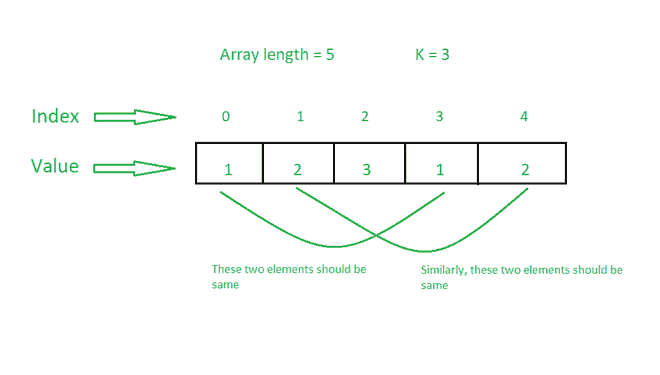 Array length = 5 K = 3
Index 0 1 2 3 4
Value 1 2 3 1 2
These two elements should be
same
Similarly, these two elements should be
same